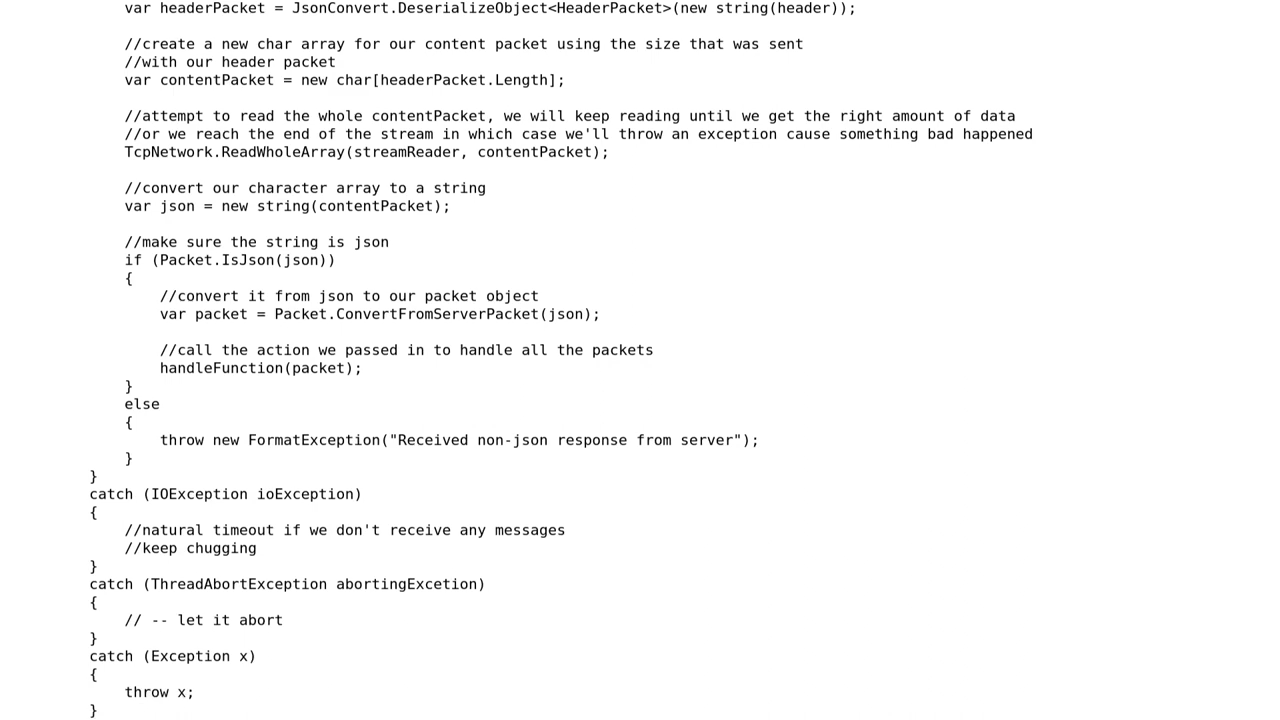 var headerPacket = JsonConvert.DeserializeObject<HeaderPacket>(new string(header));
//create a new char array for our content packet using the size that was sent
//with our header packet
var contentPacket = new char[headerPacket.Length];
//attempt to read the whole contentPacket, we will keep reading until we get the right amount of data
//or we reach the end of the stream in which case we'll throw an exception cause something bad happened
TcpNetwork.ReadWholeArray(streamReader, contentPacket);
//convert our character array to a string
var json = new string(contentPacket);
//make sure the string is json
if (Packet.IsJson(json))
{
//convert it from json to our packet object
var packet = Packet.ConvertFromServerPacket(json);
//call the action we passed in to handle all the packets
handleFunction(packet);
}
else
{
throw new FormatException("Received non-json response from server");
}
}
catch (IOException ioException)
{
//natural timeout if we don't receive any messages
//keep chugging
}
catch (ThreadAbortException abortingExcetion)
{
// -- let it abort
}
catch (Exception x)
{
throw x;
}